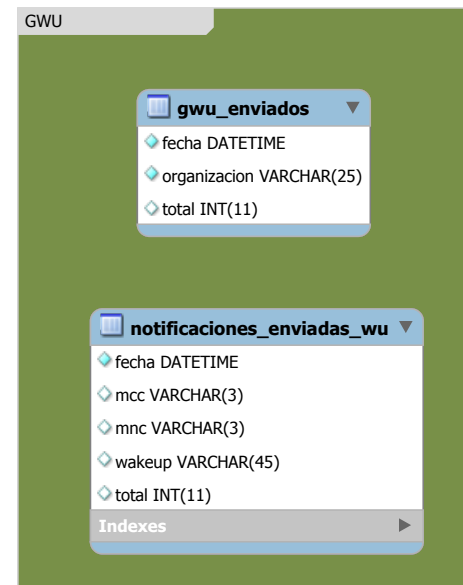 GWU
gwu_enviados
fecha DATETIME
organizacion VARCHAR(25)
total INT(11)
notificaciones_enviadas_wu
fecha DATETIME
mcc VARCHAR(3)
mnc VARCHAR(3)
wakeup VARCHAR(45)
total INT(11)
Indexes